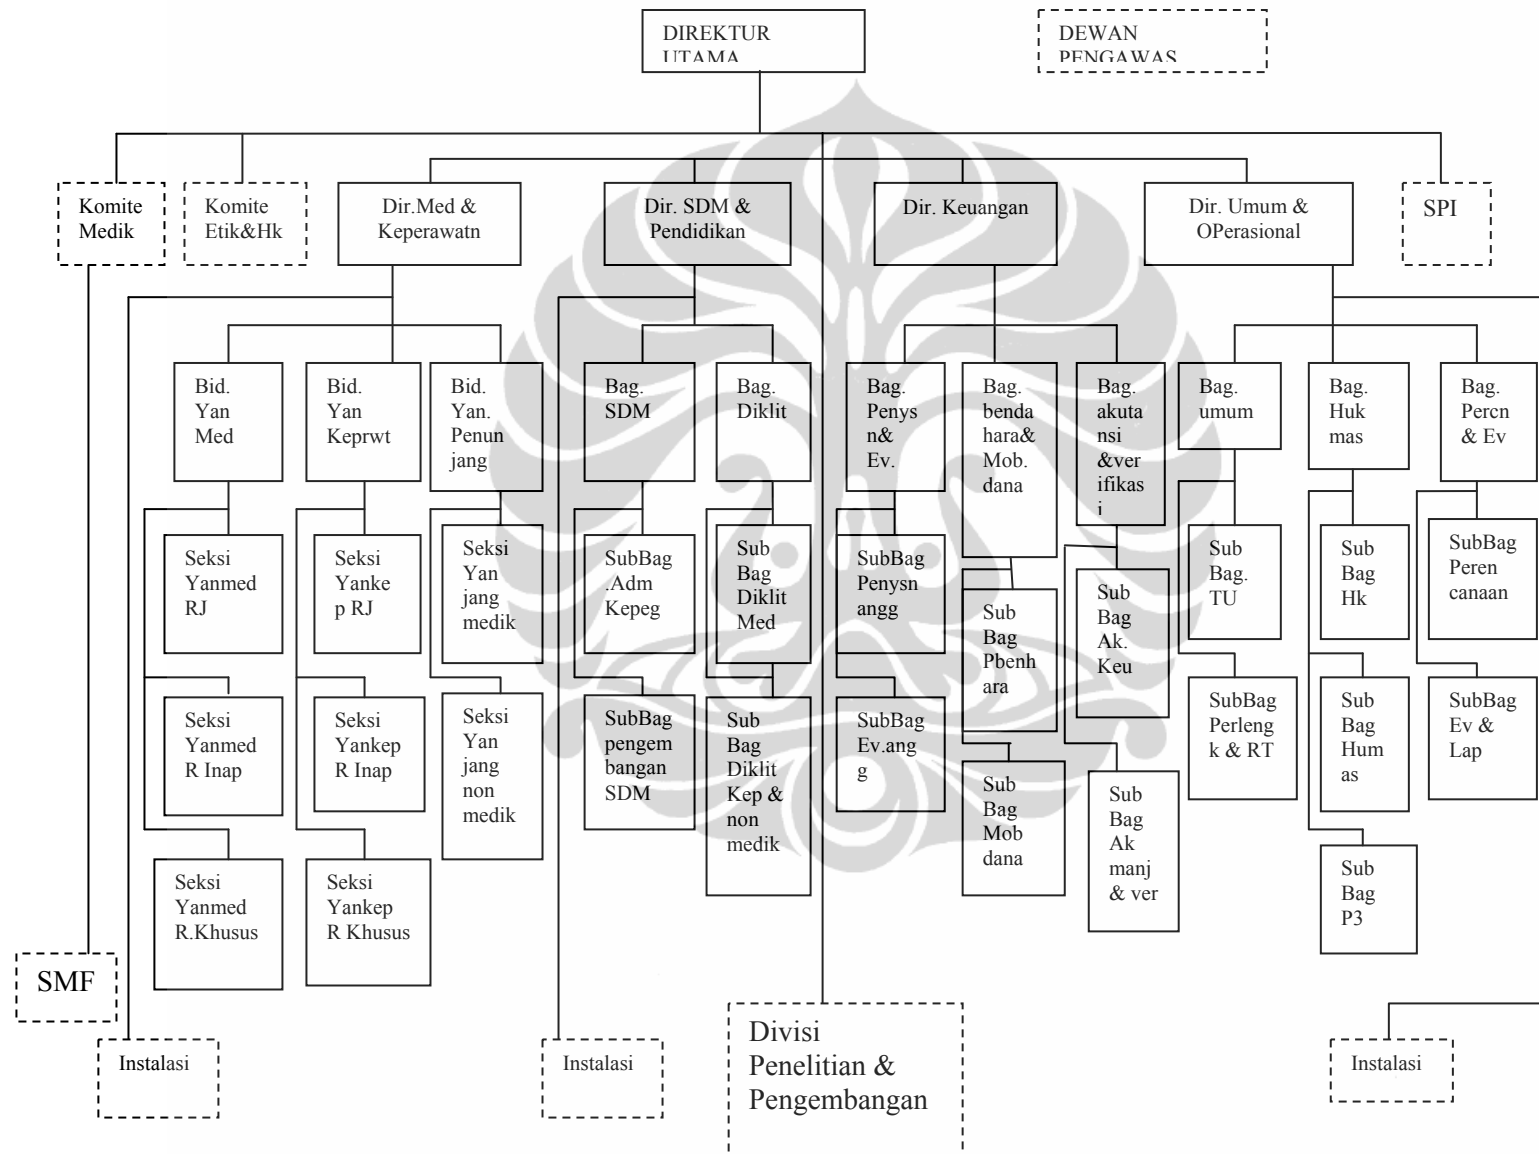 DIREKTUR
UTAMA
DEWAN
PENGAWAS
Komite
Medik
Komite
Etik&Hk
Dir.Med &
Keperawatn
Dir. SDM &
Pendidikan
Dir. Keuangan
Dir. Umum &
OPerasional
SPI
Bid.
Yan
Med
Bid.
Yan
Keprwt
Bid.
Yan.
Penun
jang
Bag.
SDM
Bag.
Diklit
Bag.
Penys
n&
Ev.
Bag.
benda
hara&
Mob.
dana
Bag.
akuta
nsi
&ver
ifikas
i
Bag.
umum
Bag.
Huk
mas
Bag.
Percn
& Ev
Seksi
Yanmed
RJ
Seksi
Yanke
p RJ
Seksi
Yan
jang
medik
SubBag
.Adm
Kepeg
Sub
Bag
Diklit
Med
SubBag
Penysn
angg
Sub
Bag
Pbenh
ara
Sub
Bag
Ak.
Keu
Sub
Bag.
TU
Sub
Bag
Hk
SubBag
Peren
canaan
Seksi
Yanmed
R Inap
Seksi
Yankep
R Inap
Seksi
Yan
jang
non
medik
SubBag
pengem
bangan
SDM
Sub
Bag
Diklit
Kep &
non
medik
SubBag
Ev.ang
g
Sub
Bag
Mob
dana
Sub
Bag
Ak
manj
& ver
SubBag
Perleng
k & RT
Sub
Bag
Hum
as
SubBag
Ev &
Lap
Seksi
Yanmed
R.Khusus
Seksi
Yankep
R Khusus
Sub
Bag
P3
SMF
Instalasi
Instalasi
Divisi
Penelitian &
Pengembangan
Instalasi